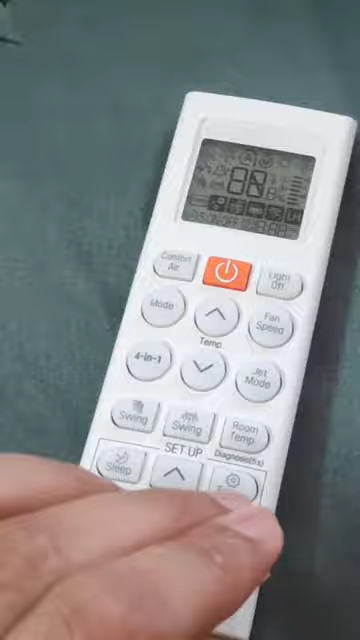 Comfort Air
Light Off
Mode
Fan Speed
Temp
4-in-1
Jet Mode
Swing
Swing
Room Temp.
SET UP
Diagnosis(5s)
Sleep